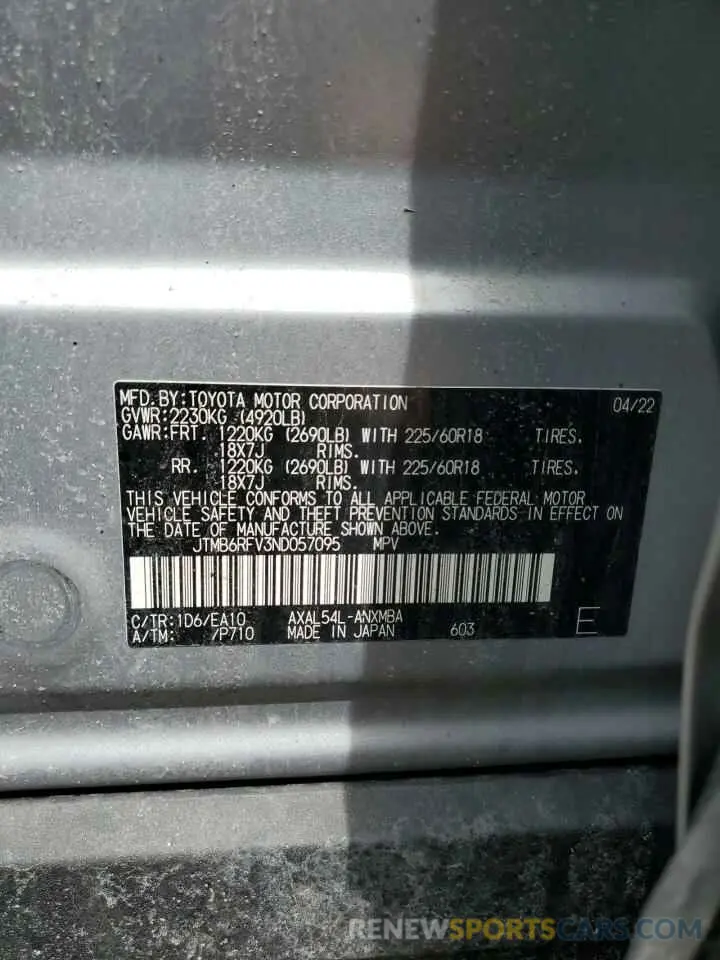 MFD.BY:TOYOTA MOTOR CORPORATION 04/22
GVWR:2230KG (4920LB)
GAWR:FRT. 1220KG (2690LB) WITH 225/60R18 TIRES.
18X7J RIMS.
RR. 1220KG (2690LB) WITH 225/60R18 TIRES.
18X7J RIMS.
THIS VEHICLE CONFORMS TO ALL APPLICABLE FEDERAL MOTOR
VEHICLE SAFETY AND THEFT PREVENTION STANDARDS IN EFFECT ON
THE DATE OF MANUFACTURE SHOWN ABOVE.
JTMB6RFV3ND057095 MPV
C/TR:1D6/EA10 AXAL54L-ANXMBA
A/TM: /P710 MADE IN JAPAN 603 E
RENEWSPORTSCARS.COM